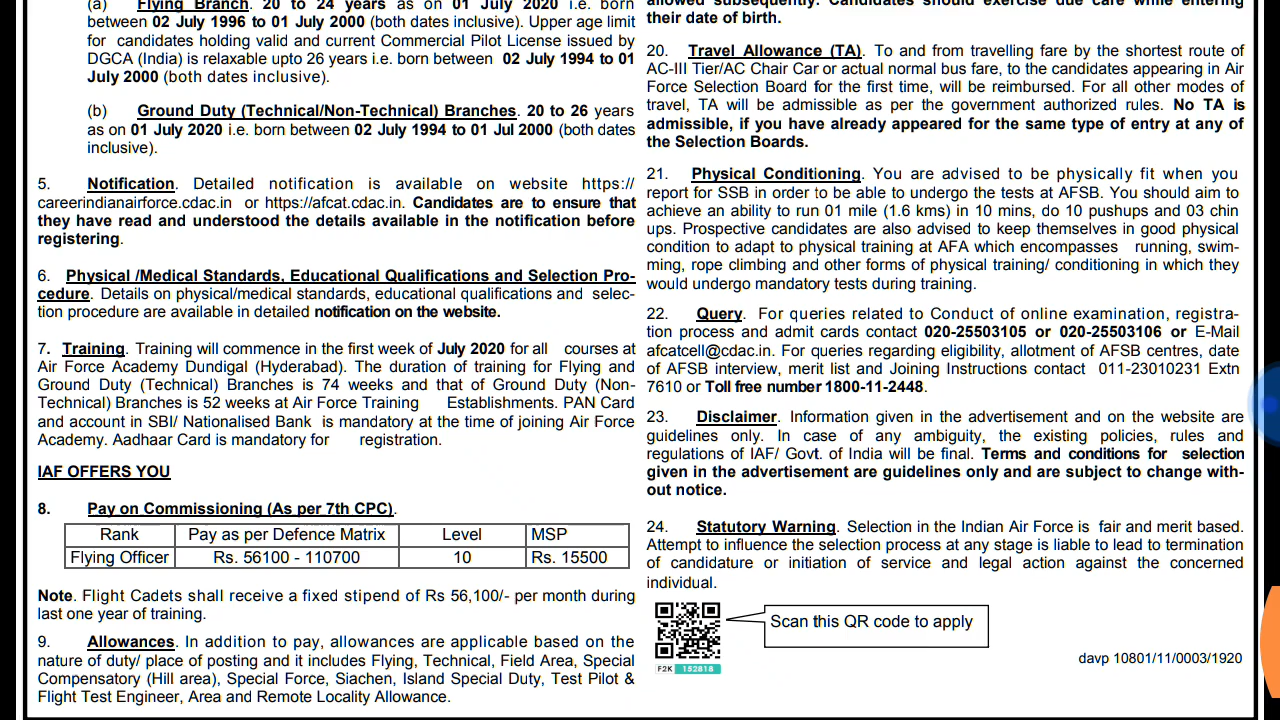 (a) Flying Branch. 20 to 24 years as on 01 July 2020 i.e. born
between 02 July 1996 to 01 July 2000 (both dates inclusive). Upper age limit
for candidates holding valid and current Commercial Pilot License issued by
DGCA (India) is relaxable upto 26 years i.e. born between 02 July 1994 to 01
July 2000 (both dates inclusive).
(b) Ground Duty (Technical/Non-Technical) Branches. 20 to 26 years
as on 01 July 2020 i.e. born between 02 July 1994 to 01 Jul 2000 (both dates
inclusive).
5. Notification. Detailed notification is available on website https://
careerindianairforce.cdac.in or https://afcat.cdac.in. Candidates are to ensure that
they have read and understood the details available in the notification before
registering.
6. Physical /Medical Standards, Educational Qualifications and Selection Pro-
cedure. Details on physical/medical standards, educational qualifications and selec-
tion procedure are available in detailed notification on the website.
7. Training. Training will commence in the first week of July 2020 for all courses at
Air Force Academy Dundigal (Hyderabad). The duration of training for Flying and
Ground Duty (Technical) Branches is 74 weeks and that of Ground Duty (Non-
Technical) Branches is 52 weeks at Air Force Training Establishments. PAN Card
and account in SBI/ Nationalised Bank is mandatory at the time of joining Air Force
Academy. Aadhaar Card is mandatory for registration.
IAF OFFERS YOU
8. Pay on Commissioning (As per 7th CPC).
Rank Pay as per Defence Matrix Level MSP
Flying Officer Rs. 56100 - 110700 10 Rs. 15500
Note. Flight Cadets shall receive a fixed stipend of Rs 56,100/- per month during
last one year of training.
9. Allowances. In addition to pay, allowances are applicable based on the
nature of duty/ place of posting and it includes Flying, Technical, Field Area, Special
Compensatory (Hill area), Special Force, Siachen, Island Special Duty, Test Pilot &
Flight Test Engineer, Area and Remote Locality Allowance.
allowed subsequently. Candidates should exercise due care while entering
their date of birth.
20. Travel Allowance (TA). To and from travelling fare by the shortest route of
AC-III Tier/AC Chair Car or actual normal bus fare, to the candidates appearing in Air
Force Selection Board for the first time, will be reimbursed. For all other modes of
travel, TA will be admissible as per the government authorized rules. No TA is
admissible, if you have already appeared for the same type of entry at any of
the Selection Boards.
21. Physical Conditioning. You are advised to be physically fit when you
report for SSB in order to be able to undergo the tests at AFSB. You should aim to
achieve an ability to run 01 mile (1.6 kms) in 10 mins, do 10 pushups and 03 chin
ups. Prospective candidates are also advised to keep themselves in good physical
condition to adapt to physical training at AFA which encompasses running, swim-
ming, rope climbing and other forms of physical training/ conditioning in which they
would undergo mandatory tests during training.
22. Query. For queries related to Conduct of online examination, registra-
tion process and admit cards contact 020-25503105 or 020-25503106 or E-Mail
afcatcell@cdac.in. For queries regarding eligibility, allotment of AFSB centres, date
of AFSB interview, merit list and Joining Instructions contact 011-23010231 Extn
7610 or Toll free number 1800-11-2448.
23. Disclaimer. Information given in the advertisement and on the website are
guidelines only. In case of any ambiguity, the existing policies, rules and
regulations of IAF/ Govt. of India will be final. Terms and conditions for selection
given in the advertisement are guidelines only and are subject to change with-
out notice.
24. Statutory Warning. Selection in the Indian Air Force is fair and merit based.
Attempt to influence the selection process at any stage is liable to lead to termination
of candidature or initiation of service and legal action against the concerned
individual.
Scan this QR code to apply
F2K 152818
davp 10801/11/0003/1920